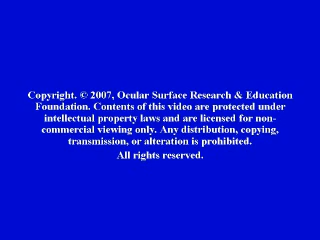 Copyright. © 2007, Ocular Surface Research & Education
Foundation. Contents of this video are protected under
intellectual property laws and are licensed for non-
commercial viewing only. Any distribution, copying,
transmission, or alteration is prohibited.
All rights reserved.